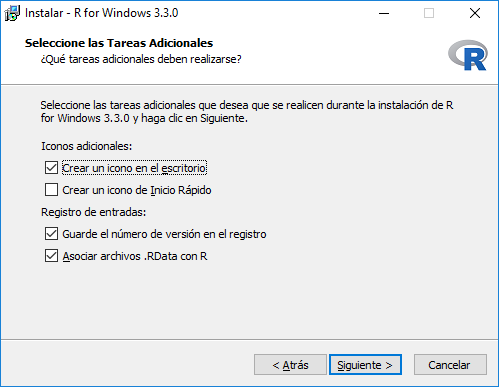 Instalar - R for Windows 3.3.0
Seleccione las Tareas Adicionales
¿Qué tareas adicionales deben realizarse?
R
Seleccione las tareas adicionales que desea que se realicen durante la instalación de R
for Windows 3.3.0 y haga clic en Siguiente.
Iconos adicionales:
Crear un icono en el escritorio
Crear un icono de Inicio Rápido
Registro de entradas:
Guarde el número de versión en el registro
Asociar archivos .RData con R
< Atrás Siguiente > Cancelar